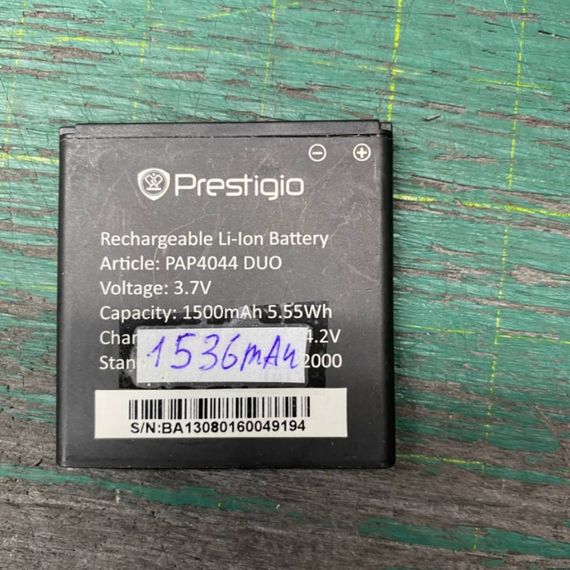 Prestigio
Rechargeable Li-Ion Battery
Article: PAP4044 DUO
Voltage: 3.7V
Capacity: 1500mAh 5.55Wh
4.2V
1536mAч
2000
S/N:BA13080160049194